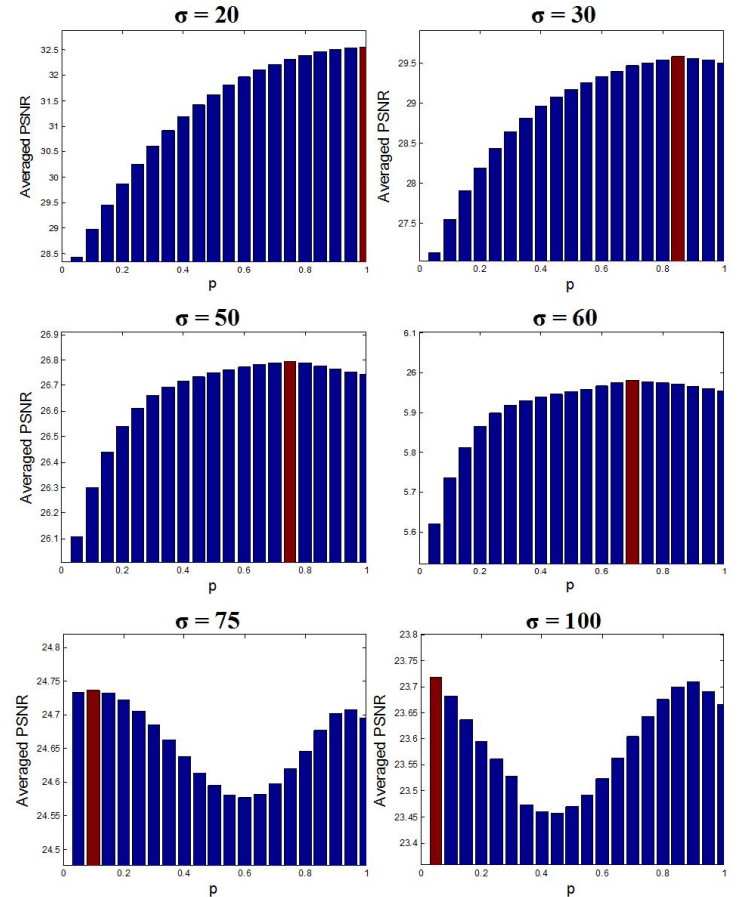 σ = 20
Averaged PSNR
32.5
32
31.5
31
30.5
30
29.5
29
28.5
0 0.2 0.4 0.6 0.8 1
p
σ = 30
Averaged PSNR
29.5
29
28.5
28
27.5
0 0.2 0.4 0.6 0.8 1
p
σ = 50
Averaged PSNR
26.9
26.8
26.7
26.6
26.5
26.4
26.3
26.2
26.1
0 0.2 0.4 0.6 0.8 1
p
σ = 60
Averaged PSNR
6.1
26
5.9
5.8
5.7
5.6
0 0.2 0.4 0.6 0.8 1
p
σ = 75
Averaged PSNR
24.8
24.75
24.7
24.65
24.6
24.55
24.5
0 0.2 0.4 0.6 0.8 1
p
σ = 100
Averaged PSNR
23.8
23.75
23.7
23.65
23.6
23.55
23.5
23.45
23.4
0 0.2 0.4 0.6 0.8 1
p